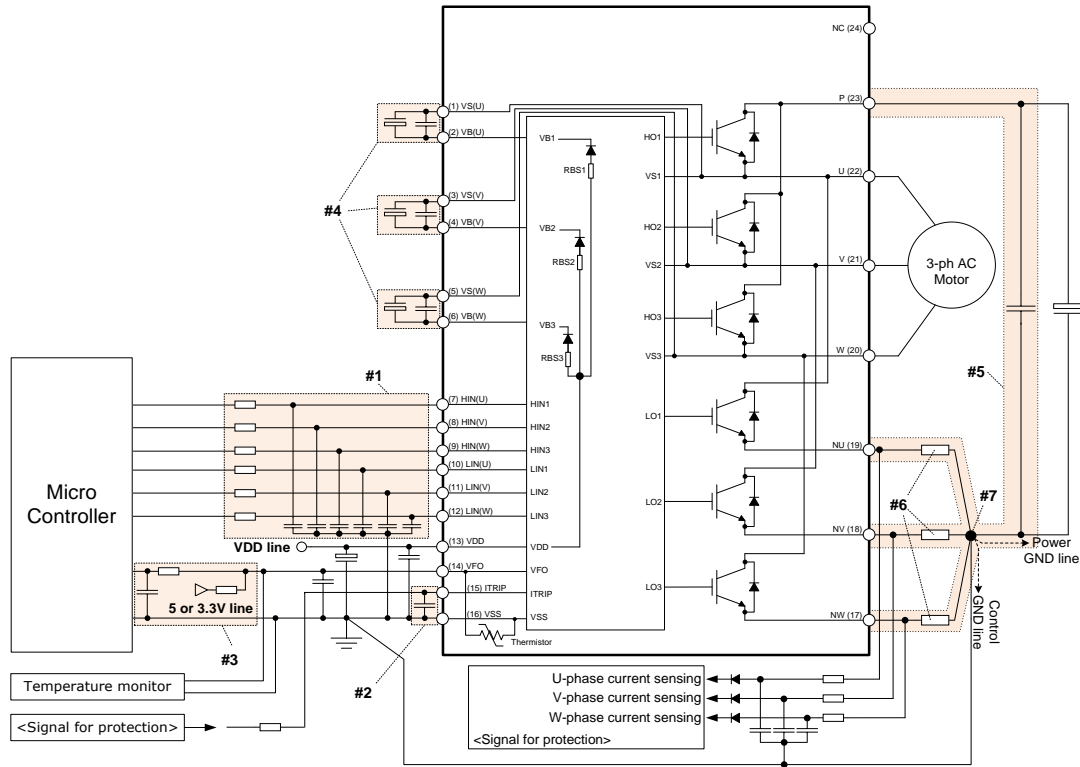 NC (24)
(1) VS(U)
(2) VB(U)
(3) VS(V)
(4) VB(V)
(5) VS(W)
(6) VB(W)
#4
VB1
RBS1
VB2
RBS2
VB3
RBS3
HO1
VS1
HO2
VS2
HO3
VS3
LO1
LO2
LO3
P (23)
U (22)
V (21)
W (20)
3-ph AC
Motor
#5
NU (19)
NV (18)
NW (17)
#6
#7
Power
GND line
Control
GND line
Micro
Controller
#1
(7) HIN(U)
(8) HIN(V)
(9) HIN(W)
(10) LIN(U)
(11) LIN(V)
(12) LIN(W)
(13) VDD
(14) VFO
(15) ITRIP
(16) VSS
HIN1
HIN2
HIN3
LIN1
LIN2
LIN3
VDD
VFO
ITRIP
VSS
Thermistor
VDD line
5 or 3.3V line
#3
#2
Temperature monitor
<Signal for protection>
U-phase current sensing
V-phase current sensing
W-phase current sensing
<Signal for protection>